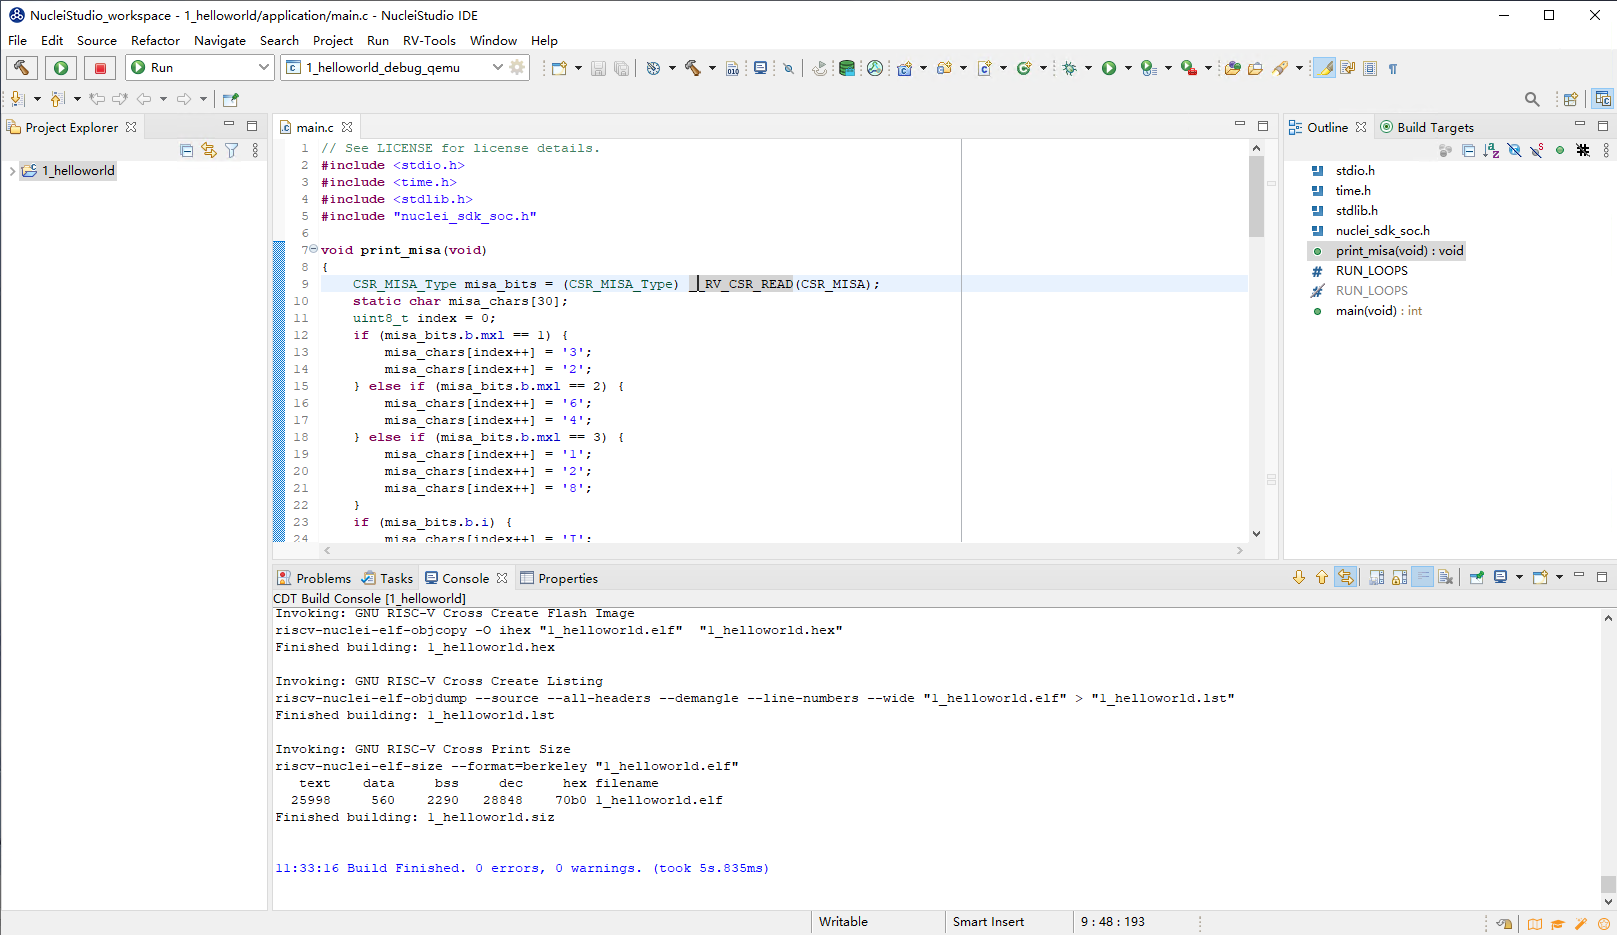 NucleiStudio_workspace - 1_helloworld/application/main.c - NucleiStudio IDE
File Edit Source Refactor Navigate Search Project Run RV-Tools Window Help
Run 1_helloworld_debug_qemu
Project Explorer
1_helloworld
main.c
1 // See LICENSE for license details.
2 #include <stdio.h>
3 #include <time.h>
4 #include <stdlib.h>
5 #include "nuclei_sdk_soc.h"
6
7 void print_misa(void)
8 {
9 CSR_MISA_Type misa_bits = (CSR_MISA_Type) __RV_CSR_READ(CSR_MISA);
10 static char misa_chars[30];
11 uint8_t index = 0;
12 if (misa_bits.b.mxl == 1) {
13 misa_chars[index++] = '3';
14 misa_chars[index++] = '2';
15 } else if (misa_bits.b.mxl == 2) {
16 misa_chars[index++] = '6';
17 misa_chars[index++] = '4';
18 } else if (misa_bits.b.mxl == 3) {
19 misa_chars[index++] = '1';
20 misa_chars[index++] = '2';
21 misa_chars[index++] = '8';
22 }
23 if (misa_bits.b.i) {
24 misa_chars[index++] = 'I';
Outline Build Targets
stdio.h
time.h
stdlib.h
nuclei_sdk_soc.h
print_misa(void) : void
RUN_LOOPS
RUN_LOOPS
main(void) : int
Problems Tasks Console Properties
CDT Build Console [1_helloworld]
Invoking: GNU RISC-V Cross Create Flash Image
riscv-nuclei-elf-objcopy -O ihex "1_helloworld.elf"  "1_helloworld.hex"
Finished building: 1_helloworld.hex
Invoking: GNU RISC-V Cross Create Listing
riscv-nuclei-elf-objdump --source --all-headers --demangle --line-numbers --wide "1_helloworld.elf" > "1_helloworld.lst"
Finished building: 1_helloworld.lst
Invoking: GNU RISC-V Cross Print Size
riscv-nuclei-elf-size --format=berkeley "1_helloworld.elf"
text data bss dec hex filename
25998 560 2290 28848 70b0 1_helloworld.elf
Finished building: 1_helloworld.siz
11:33:16 Build Finished. 0 errors, 0 warnings. (took 5s.835ms)
Writable Smart Insert 9 : 48 : 193